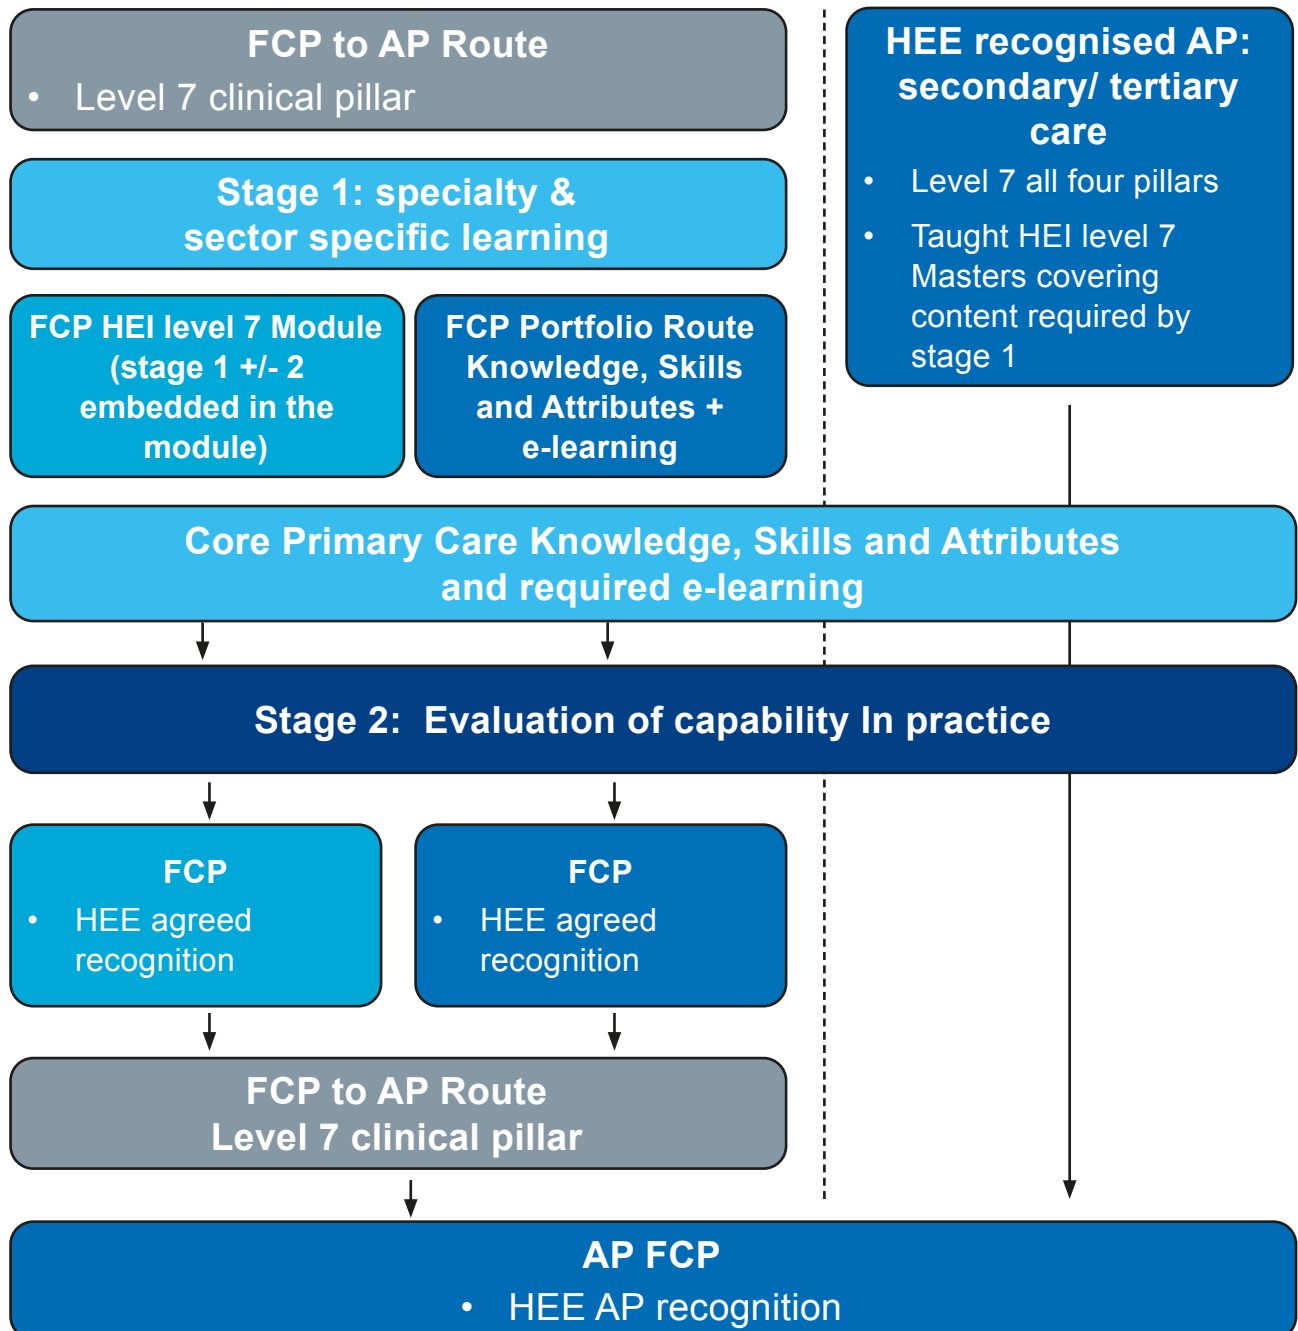 FCP to AP Route
• Level 7 clinical pillar
Stage 1: specialty &
sector specific learning
FCP HEI level 7 Module
(stage 1 +/- 2
embedded in the
module)
FCP Portfolio Route
Knowledge, Skills
and Attributes +
e-learning
HEE recognised AP:
secondary/ tertiary
care
• Level 7 all four pillars
• Taught HEI level 7
Masters covering
content required by
stage 1
Core Primary Care Knowledge, Skills and Attributes
and required e-learning
Stage 2: Evaluation of capability In practice
FCP
• HEE agreed
recognition
FCP
• HEE agreed
recognition
FCP to AP Route
Level 7 clinical pillar
AP FCP
• HEE AP recognition